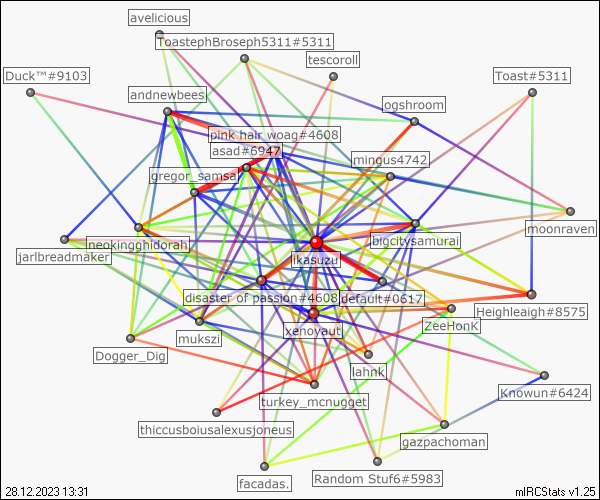 avelicious
ToastephBroseph5311#5311
tescoroll
Duck™#9103
Toast#5311
andnewbees
ogshroom
pink hair woag#4608
asad#6947
mingus4742
gregor_samsa
moonraven
neokingghidorah
bigcitysamurai
jarlbreadmaker
ikasuzu
disaster of passion#4608
default#0617
Heighleaigh#8575
xenoyaut
ZeeHonK
mukszi
Dogger_Dig
lahnk
Knowun#6424
turkey_mcnugget
thiccusboiusalexusjoneus
gazpachoman
facadas.
Random Stuf6#5983
28.12.2023 13:31
mIRCStats v1.25